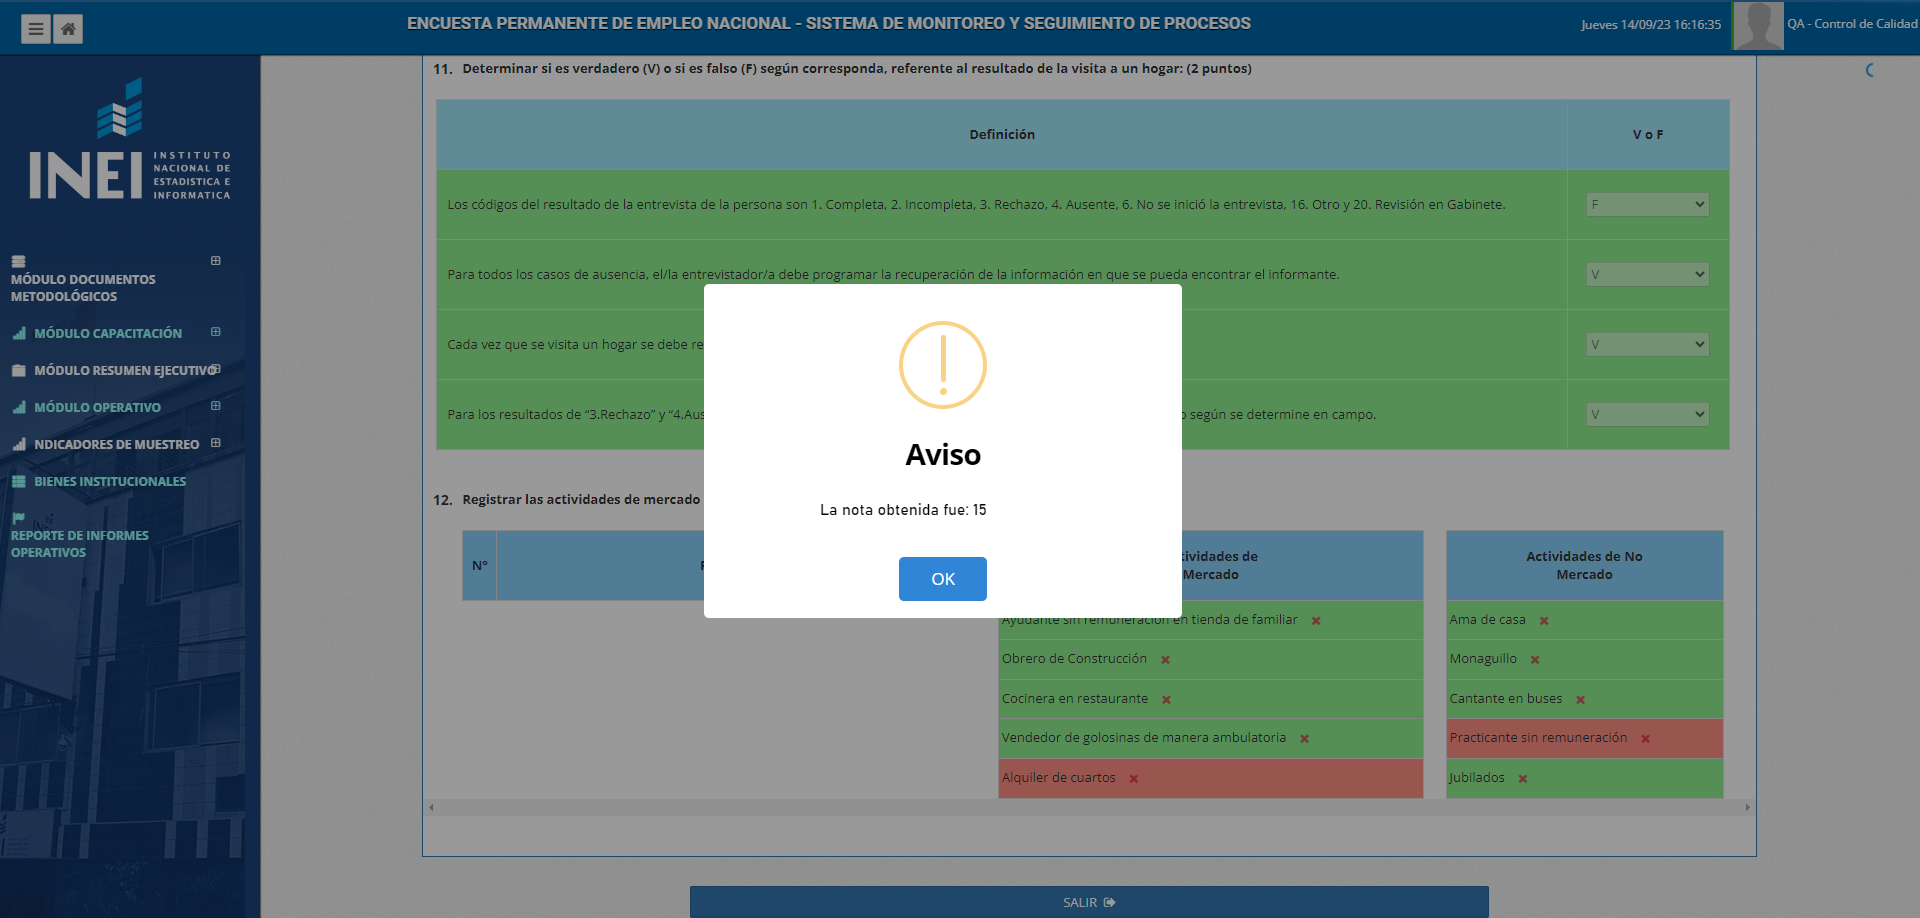 ENCUESTA PERMANENTE DE EMPLEO NACIONAL - SISTEMA DE MONITOREO Y SEGUIMIENTO DE PROCESOS
Jueves 14/09/23 16:16:35
QA - Control de Calidad
INEI
INSTITUTO
NACIONAL DE
ESTADISTICA E
INFORMATICA
MÓDULO DOCUMENTOS
METODOLÓGICOS
MÓDULO CAPACITACIÓN
MÓDULO RESUMEN EJECUTIVO
MÓDULO OPERATIVO
NDICADORES DE MUESTREO
BIENES INSTITUCIONALES
REPORTE DE INFORMES
OPERATIVOS
11. Determinar si es verdadero (V) o si es falso (F) según corresponda, referente al resultado de la visita a un hogar: (2 puntos)
Definición
V o F
Los códigos del resultado de la entrevista de la persona son 1. Completa, 2. Incompleta, 3. Rechazo, 4. Ausente, 6. No se inició la entrevista, 16. Otro y 20. Revisión en Gabinete.
F
Para todos los casos de ausencia, el/la entrevistador/a debe programar la recuperación de la información en que se pueda encontrar el informante.
V
Cada vez que se visita un hogar se debe re
V
Para los resultados de “3.Rechazo” y “4.Aus
según se determine en campo.
V
Aviso
La nota obtenida fue: 15
OK
12. Registrar las actividades de mercado
N°
tividades de
Mercado
Ayudante sin remuneración en tienda de familiar
Obrero de Construcción
Cocinera en restaurante
Vendedor de golosinas de manera ambulatoria
Alquiler de cuartos
Actividades de No
Mercado
Ama de casa
Monaguillo
Cantante en buses
Practicante sin remuneración
Jubilados
SALIR